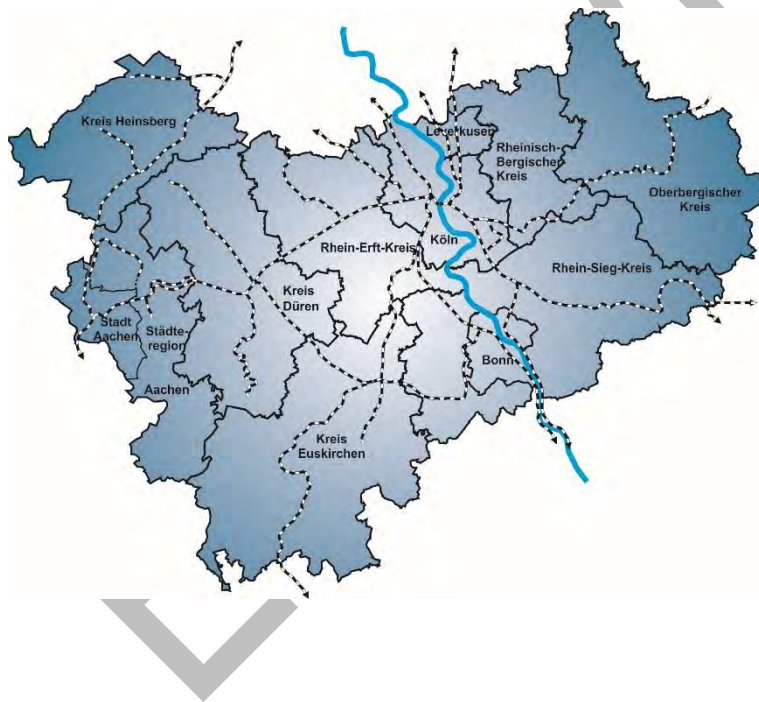 Kreis Heinsberg
Leverkusen
Rheinisch-
Bergischer
Kreis
Oberbergischer
Kreis
Rhein-Erft-Kreis
Köln
Rhein-Sieg-Kreis
Kreis
Düren
Stadt
Aachen
Städte-
region
Aachen
Bonn
Kreis
Euskirchen